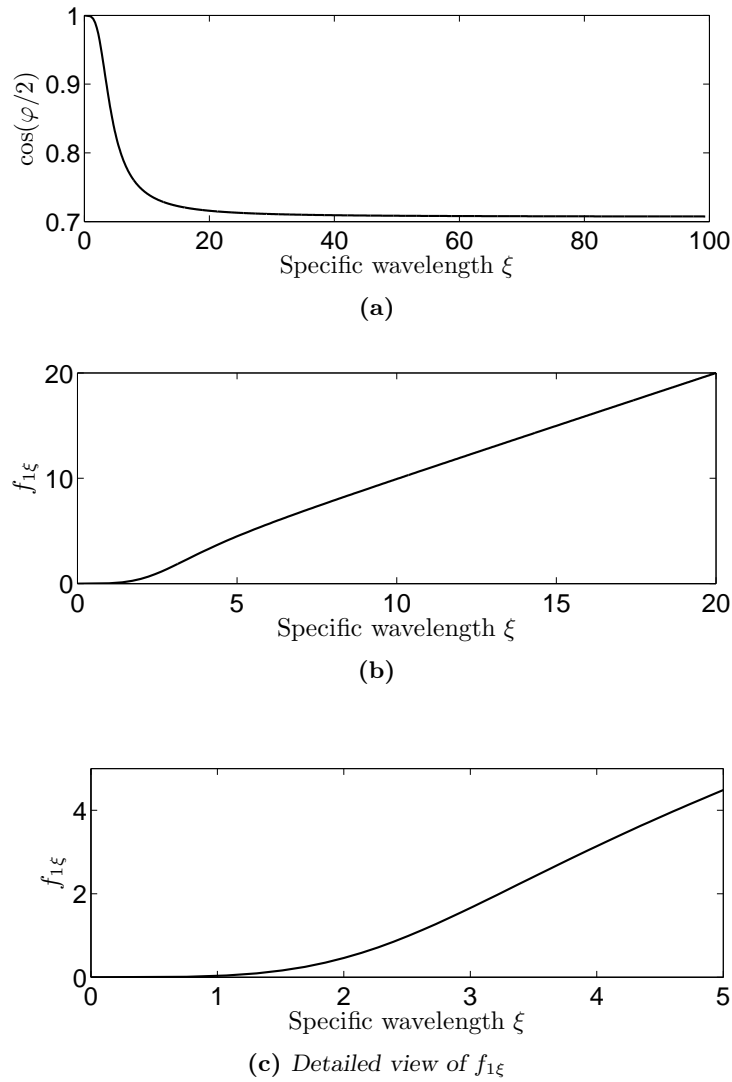 1
0.9
0.8
0.7
cos(φ/2)
0 20 40 60 80 100
Specific wavelength ξ
(a)
20
10
0
f1ξ
0 5 10 15 20
Specific wavelength ξ
(b)
4
2
0
f1ξ
0 1 2 3 4 5
Specific wavelength ξ
(c) Detailed view of f1ξ